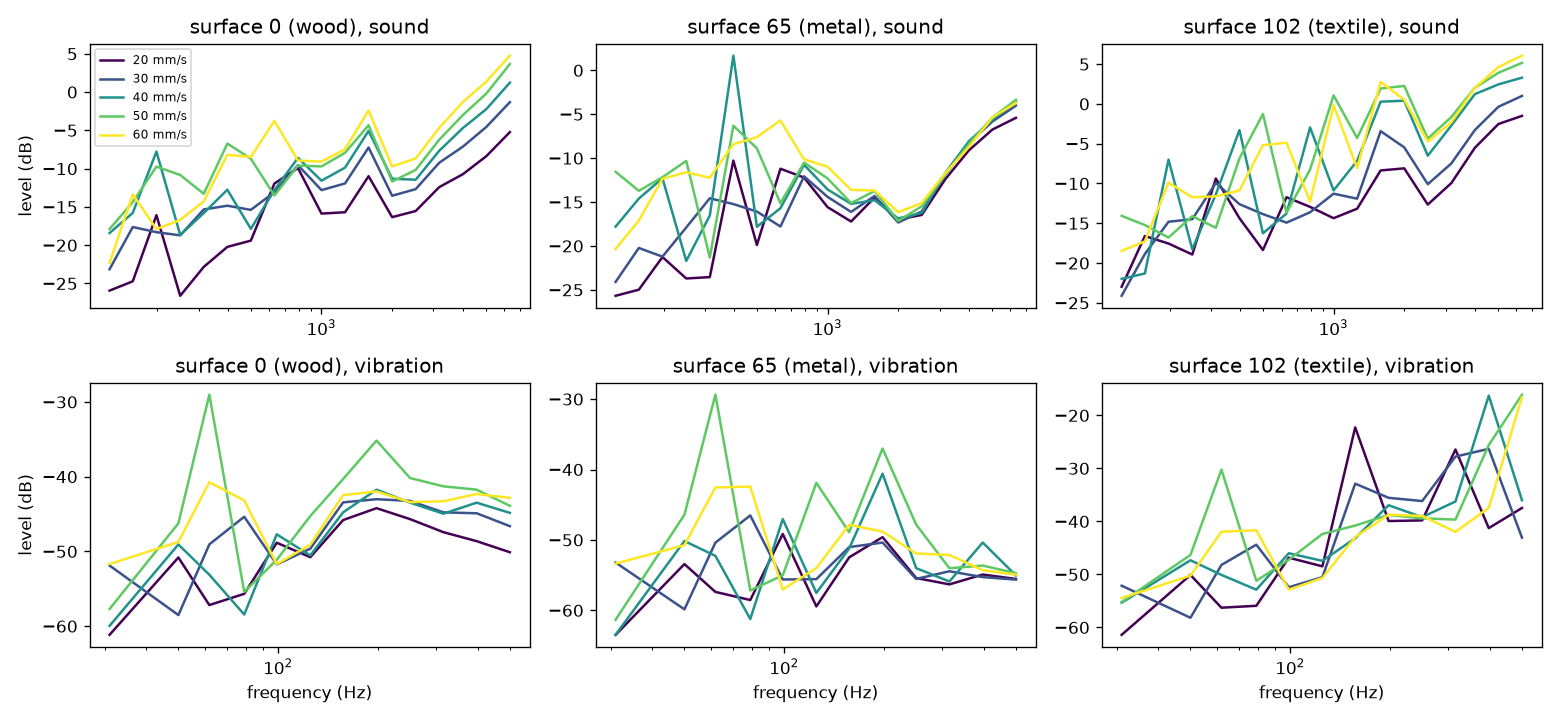 surface 0 (wood), sound
surface 65 (metal), sound
surface 102 (textile), sound
level (dB)
5
0
−5
−10
−15
−20
−25
20 mm/s
30 mm/s
40 mm/s
50 mm/s
60 mm/s
10³
0
−5
−10
−15
−20
−25
10³
5
0
−5
−10
−15
−20
−25
10³
surface 0 (wood), vibration
surface 65 (metal), vibration
surface 102 (textile), vibration
level (dB)
−30
−40
−50
−60
10²
frequency (Hz)
−30
−40
−50
−60
10²
frequency (Hz)
−20
−30
−40
−50
−60
10²
frequency (Hz)